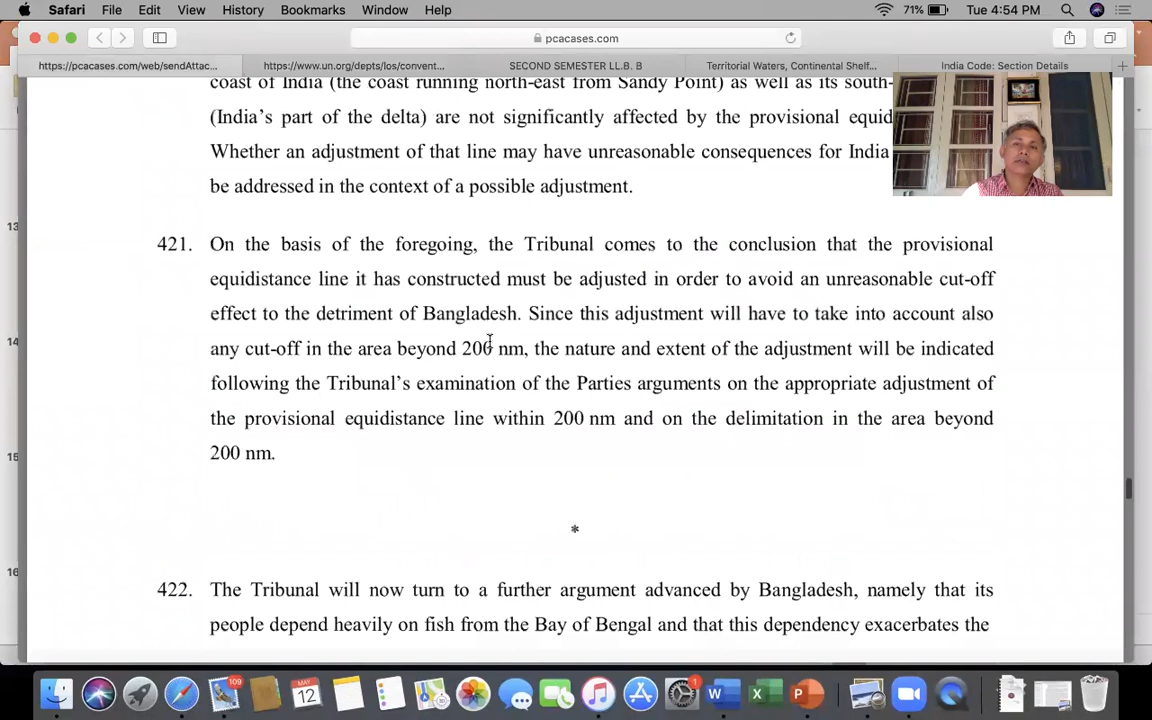 Safari File Edit View History Bookmarks Window Help 71% Tue 4:54 PM
pcacases.com
https://pcacases.com/web/sendAttac... https://www.un.org/depts/los/convent... SECOND SEMESTER LL.B. B Territorial Waters, Continental Shelf... India Code: Section Details
coast of India (the coast running north-east from Sandy Point) as well as its south-
(India's part of the delta) are not significantly affected by the provisional equid
Whether an adjustment of that line may have unreasonable consequences for India
be addressed in the context of a possible adjustment.
421. On the basis of the foregoing, the Tribunal comes to the conclusion that the provisional
equidistance line it has constructed must be adjusted in order to avoid an unreasonable cut-off
effect to the detriment of Bangladesh. Since this adjustment will have to take into account also
any cut-off in the area beyond 200 nm, the nature and extent of the adjustment will be indicated
following the Tribunal's examination of the Parties arguments on the appropriate adjustment of
the provisional equidistance line within 200 nm and on the delimitation in the area beyond
200 nm.
*
422. The Tribunal will now turn to a further argument advanced by Bangladesh, namely that its
people depend heavily on fish from the Bay of Bengal and that this dependency exacerbates the
13
14
15
16
109
MAY
12
1
W X P